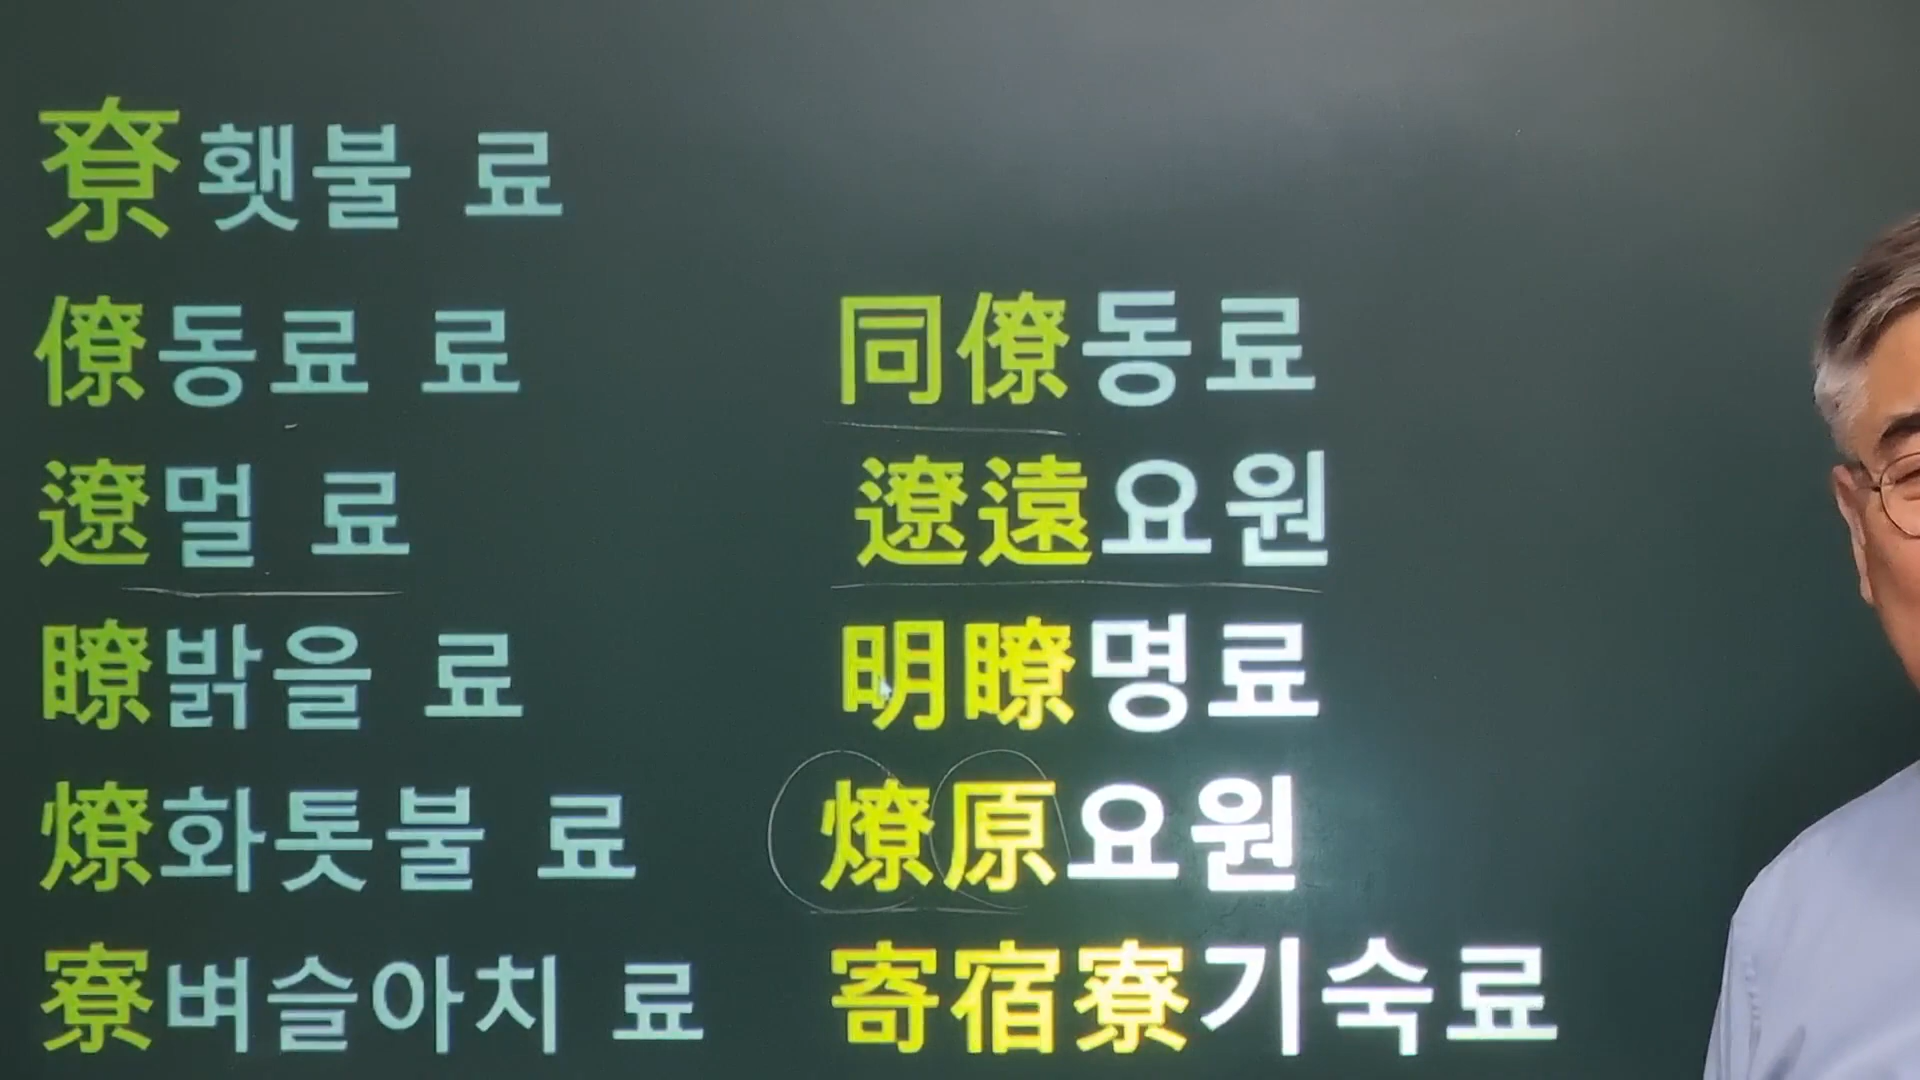 尞횃불 료
僚동료 료 同僚동료
遼멀 료 遼遠요원
瞭밝을 료 明瞭명료
燎화톳불 료 燎原요원
寮벼슬아치 료 寄宿寮기숙료